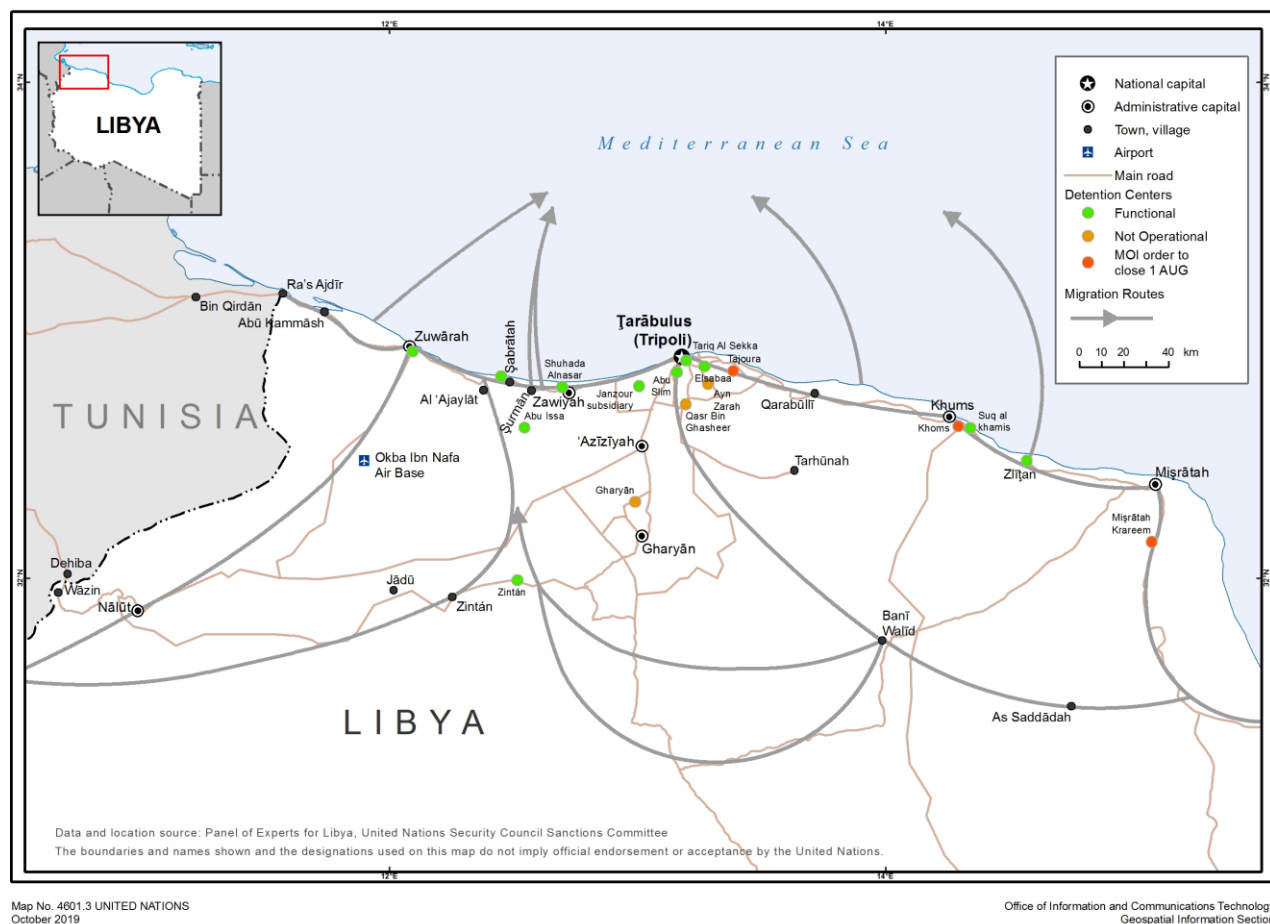 12°E
14°E
34°N
34°N
LIBYA
Mediterranean Sea
National capital
Administrative capital
Town, village
Airport
Main road
Detention Centers
Functional
Not Operational
MOI order to
close 1 AUG
Migration Routes
0 10 20 40 km
Ra's Ajdīr
Bin Qirdān
Abū Kammāsh
Zuwārah
Ţarābulus
(Tripoli)
Tariq Al Sekka
Tajoura
Şabrātah
Shuhada
Alnasar
Abu
Slim
Elsabaa
Ayn
Zarah
Al 'Ajaylāt
Şurmān
Zawiyah
Janzour
subsidiary
Abu Issa
Qasr Bin
Ghasheer
Qarabūllī
Khums
Khoms
Suq al
khamis
TUNISIA
'Azīzīyah
Okba Ibn Nafa
Air Base
Tarhūnah
Zlīţan
Mişrātah
Gharyān
Mişrātah
Krareem
Gharyān
Dehiba
Wāzin
Nālūt
Jādū
Zintán
Zintán
32°N
32°N
Banī
Walīd
As Saddādah
LIBYA
Data and location source: Panel of Experts for Libya, United Nations Security Council Sanctions Committee
The boundaries and names shown and the designations used on this map do not imply official endorsement or acceptance by the United Nations.
12°E
14°E
Map No. 4601.3 UNITED NATIONS
October 2019
Office of Information and Communications Technolog
Geospatial Information Section